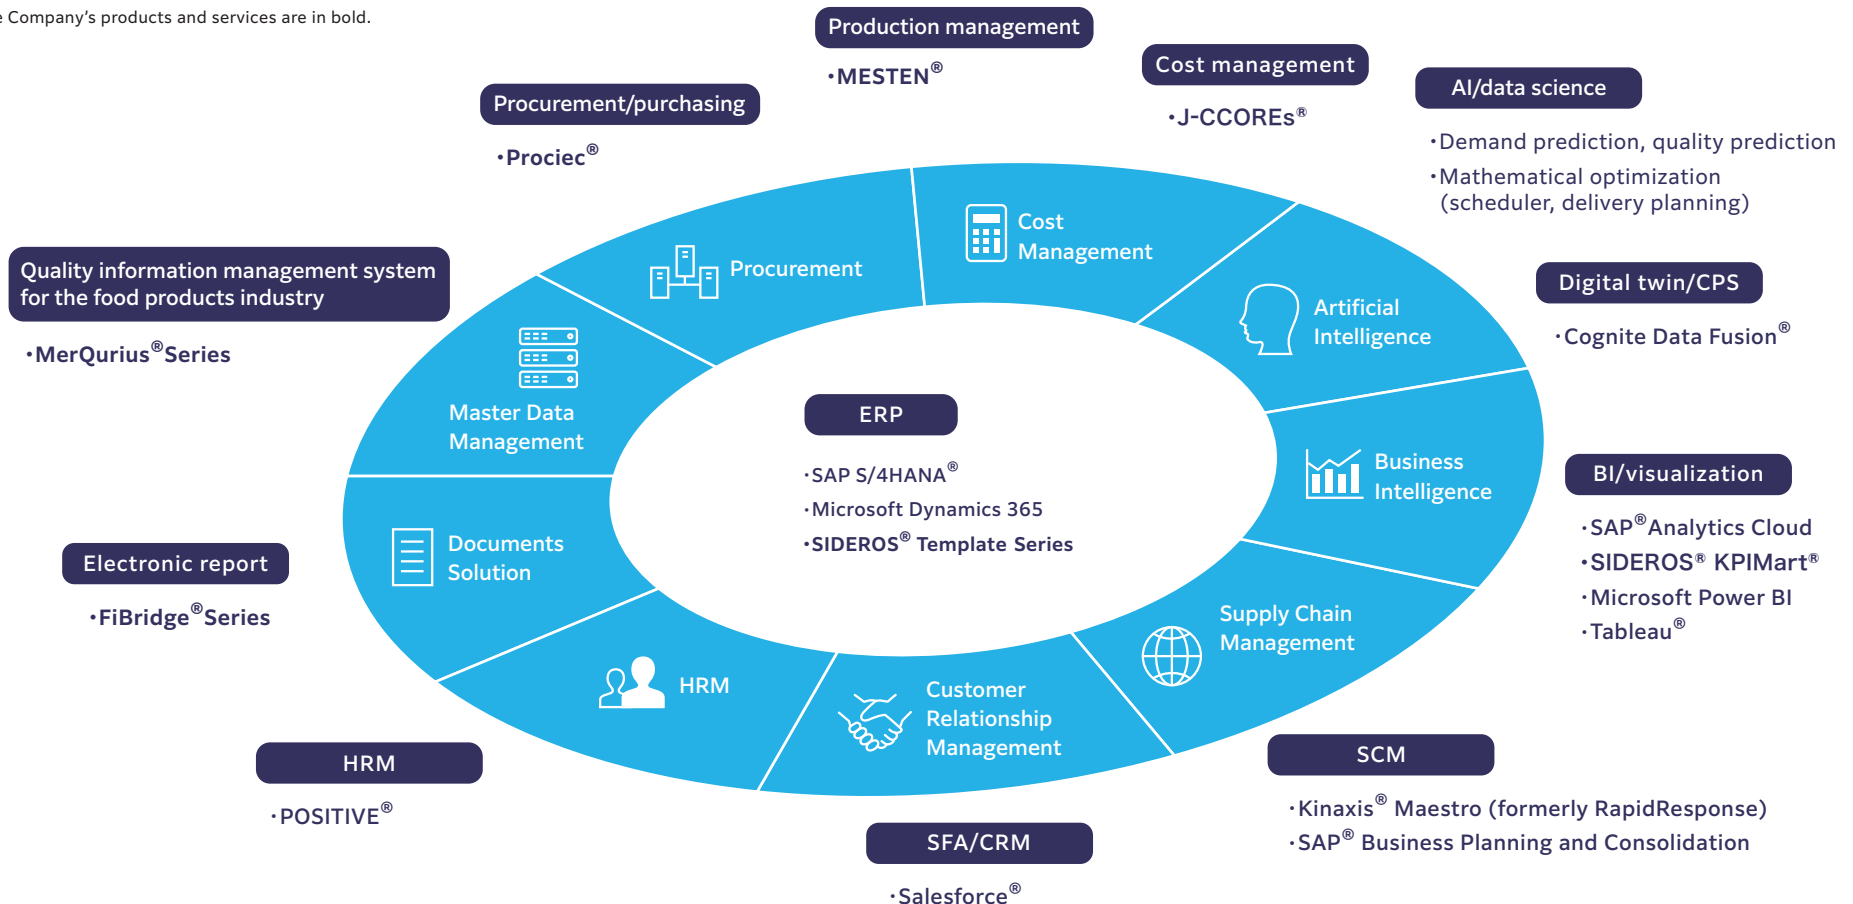 Company's products and services are in bold.
Production management
・MESTEN®
Cost management
・J-CCOREs®
AI/data science
・Demand prediction, quality prediction
・Mathematical optimization
(scheduler, delivery planning)
Procurement/purchasing
・Prociec®
Quality information management system
for the food products industry
・MerQurius®Series
Digital twin/CPS
・Cognite Data Fusion®
BI/visualization
・SAP®Analytics Cloud
・SIDEROS® KPIMart®
・Microsoft Power BI
・Tableau®
Electronic report
・FiBridge®Series
HRM
・POSITIVE®
SFA/CRM
・Salesforce®
SCM
・Kinaxis® Maestro (formerly RapidResponse)
・SAP® Business Planning and Consolidation
Procurement
Cost
Management
Artificial
Intelligence
Business
Intelligence
Supply Chain
Management
Customer
Relationship
Management
HRM
Documents
Solution
Master Data
Management
ERP
・SAP S/4HANA®
・Microsoft Dynamics 365
・SIDEROS® Template Series